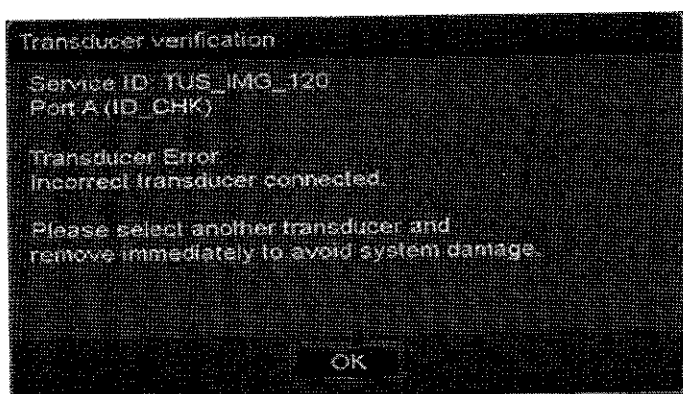 Transducer verification
Service ID TUS_IMG_120
Port A (ID_CHK)
Transducer Error
Incorrect transducer connected.
Please select another transducer and
remove immediately to avoid system damage.
OK